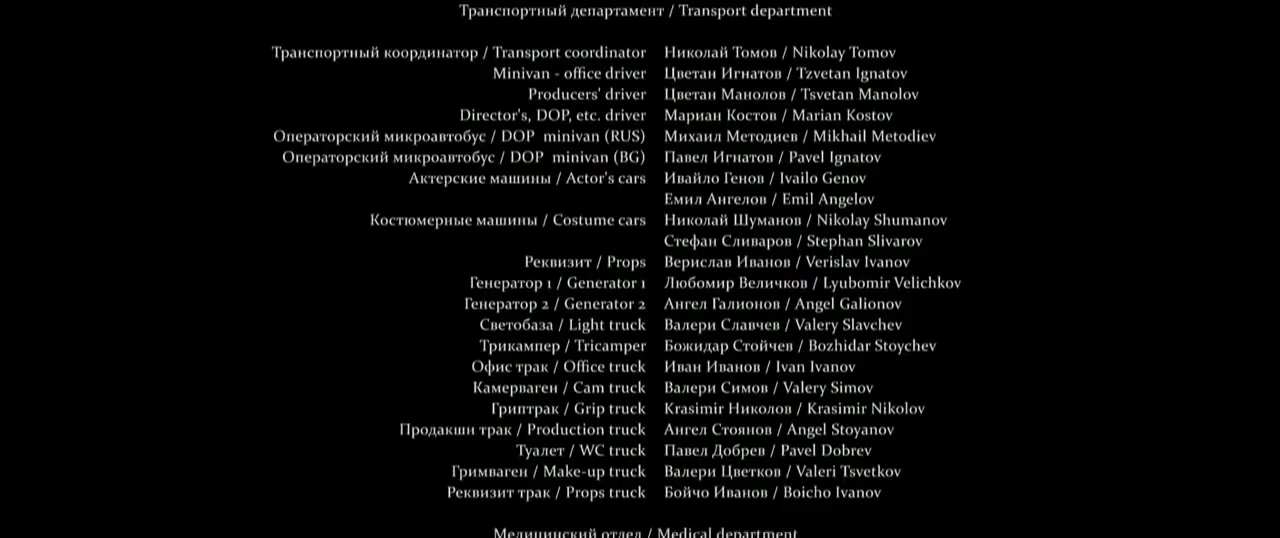 Транспортный департамент / Transport department
Транспортный координатор / Transport coordinator Николай Томов / Nikolay Tomov
Minivan - office driver Цветан Игнатов / Tzvetan Ignatov
Producers' driver Цветан Манолов / Tsvetan Manolov
Director's, DOP, etc. driver Мариан Костов / Marian Kostov
Операторский микроавтобус / DOP minivan (RUS) Михаил Методиев / Mikhail Metodiev
Операторский микроавтобус / DOP minivan (BG) Павел Игнатов / Pavel Ignatov
Актерские машины / Actor's cars Ивайло Генов / Ivailo Genov
Емил Ангелов / Emil Angelov
Костюмерные машины / Costume cars Николай Шуманов / Nikolay Shumanov
Стефан Сливаров / Stephan Slivarov
Реквизит / Props Верислав Иванов / Verislav Ivanov
Генератор 1 / Generator 1 Любомир Величков / Lyubomir Velichkov
Генератор 2 / Generator 2 Ангел Галионов / Angel Galionov
Светобаза / Light truck Валери Славчев / Valery Slavchev
Трикампер / Tricamper Божидар Стойчев / Bozhidar Stoychev
Офис трак / Office truck Иван Иванов / Ivan Ivanov
Камерваген / Cam truck Валери Симов / Valery Simov
Гриптрак / Grip truck Krasimir Николов / Krasimir Nikolov
Продакшн трак / Production truck Ангел Стоянов / Angel Stoyanov
Туалет / WC truck Павел Добрев / Pavel Dobrev
Гримваген / Make-up truck Валери Цветков / Valeri Tsvetkov
Реквизит трак / Props truck Бойчо Иванов / Boicho Ivanov
Медицинский отдел / Medical department